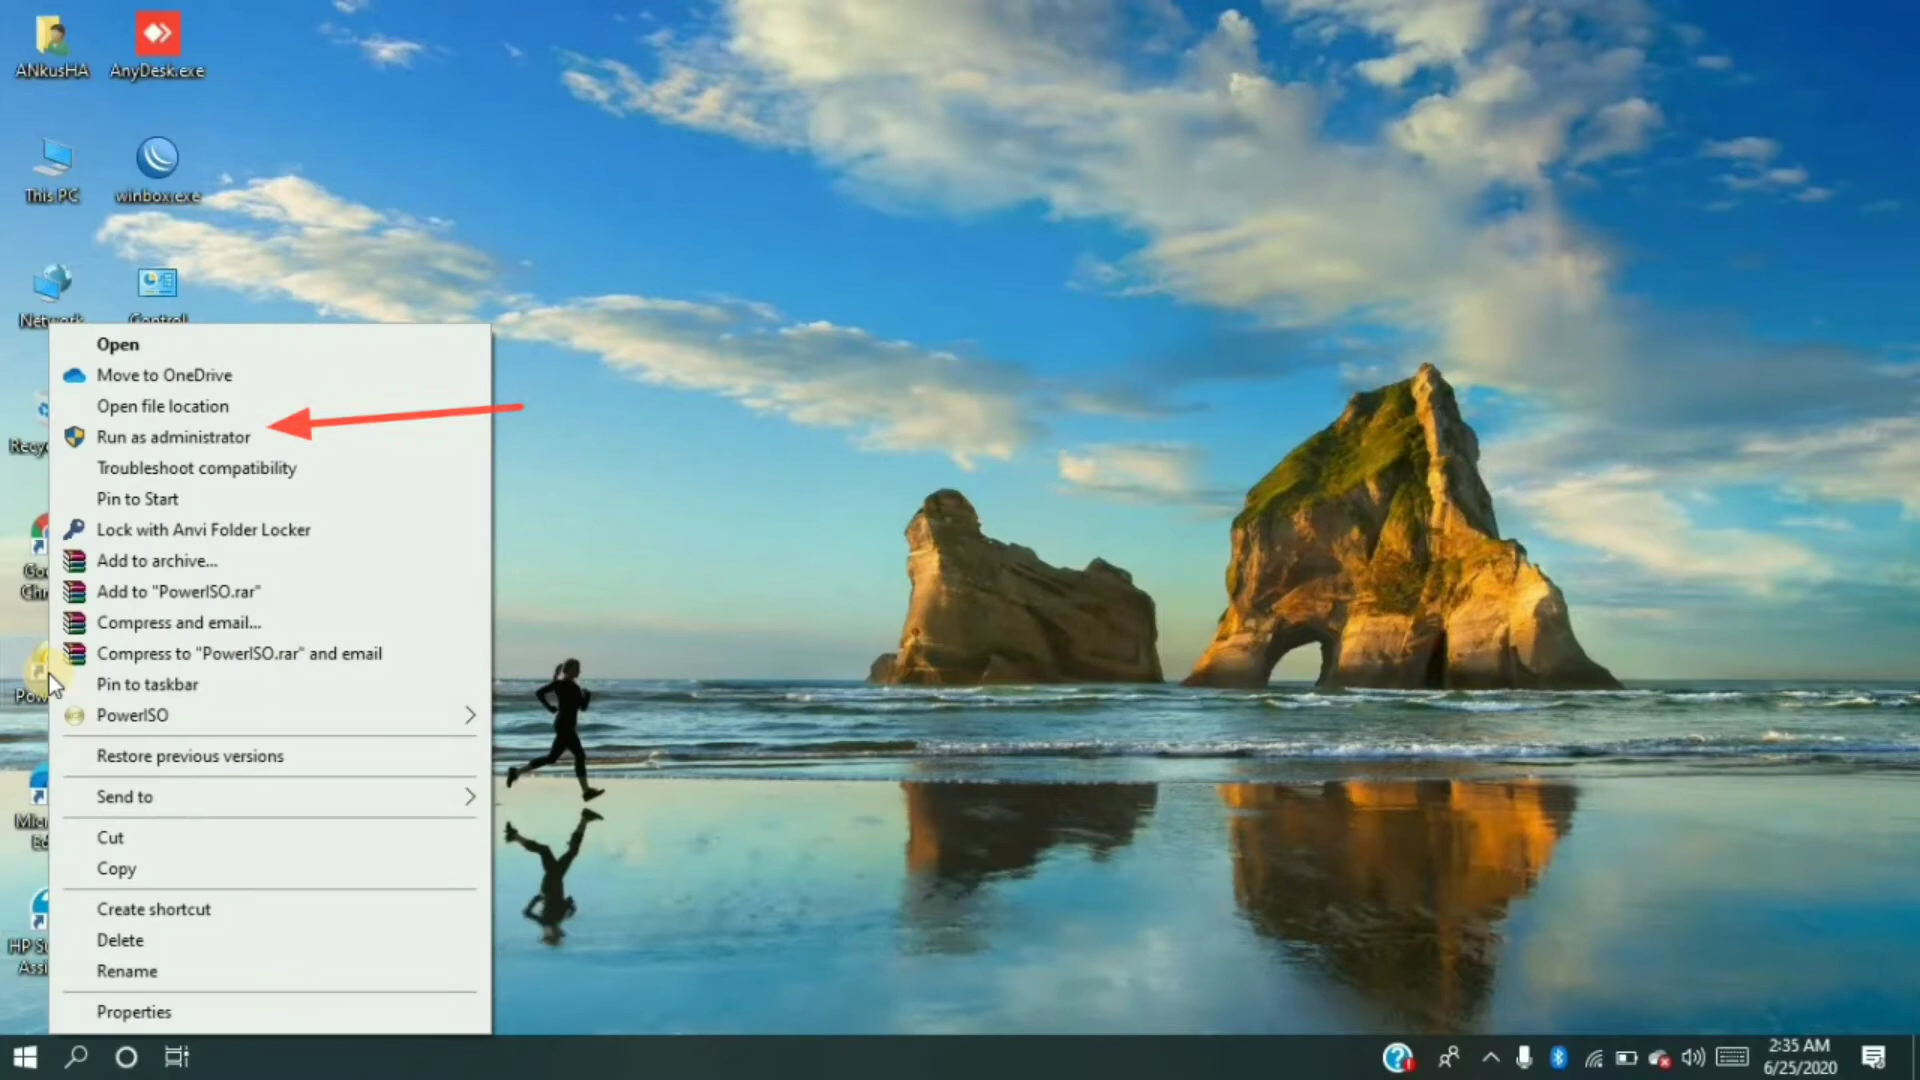 ANkusHA
AnyDesk.exe
This PC
winbox.exe
Network
Control
Open
Move to OneDrive
Open file location
Run as administrator
Troubleshoot compatibility
Pin to Start
Lock with Anvi Folder Locker
Add to archive...
Add to "PowerISO.rar"
Compress and email...
Compress to "PowerISO.rar" and email
Pin to taskbar
PowerISO
Restore previous versions
Send to
Cut
Copy
Create shortcut
Delete
Rename
Properties
2:35 AM
6/25/2020